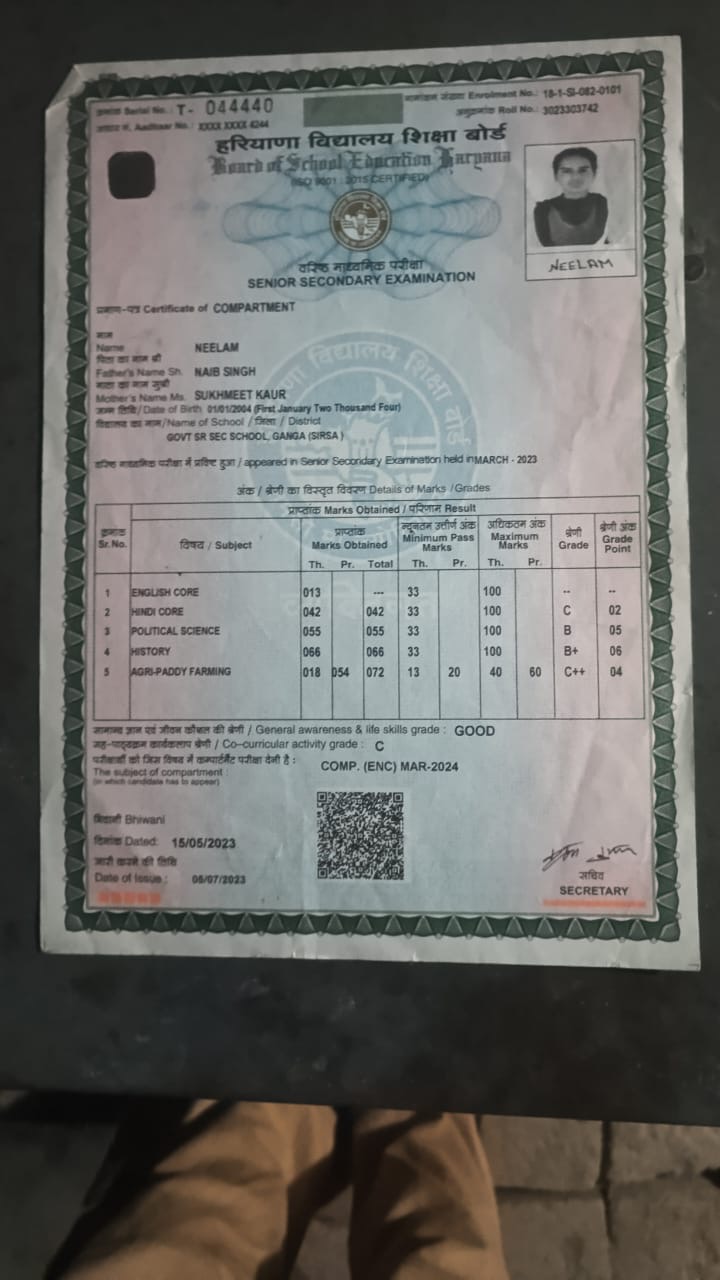 क्रमांक Serial No.: T- 044440
नामांकन संख्या Enrolment No.: 18-1-SI-082-0101
आधार नं. Aadhaar No.: XXXX XXXX 4244
अनुक्रमांक Roll No.: 3023303742
हरियाणा विद्यालय शिक्षा बोर्ड
Board of School Education Haryana
(ISO 9001 : 2015 CERTIFIED)
NEELAM
वरिष्ठ माध्यमिक परीक्षा
SENIOR SECONDARY EXAMINATION
प्रमाण-पत्र Certificate of COMPARTMENT
नाम
Name NEELAM
पिता का नाम श्री
Father's Name Sh. NAIB SINGH
माता का नाम सुश्री
Mother's Name Ms. SUKHMEET KAUR
जन्म तिथि/Date of Birth 01/01/2004 (First January Two Thousand Four)
विद्यालय का नाम/Name of School / जिला / District
GOVT SR SEC SCHOOL, GANGA (SIRSA )
वरिष्ठ माध्यमिक परीक्षा में प्रविष्ट हुआ / appeared in Senior Secondary Examination held in MARCH - 2023
अंक / श्रेणी का विस्तृत विवरण Details of Marks /Grades
प्राप्तांक Marks Obtained / परिणाम Result
क्रमांक Sr.No. विषय / Subject प्राप्तांक Marks Obtained न्यूनतम उत्तीर्ण अंक Minimum Pass Marks अधिकतम अंक Maximum Marks श्रेणी Grade श्रेणी अंक Grade Point
Th. Pr. Total Th. Pr. Th. Pr.
1 ENGLISH CORE 013 --- 33 100 -- --
2 HINDI CORE 042 042 33 100 C 02
3 POLITICAL SCIENCE 055 055 33 100 B 05
4 HISTORY 066 066 33 100 B+ 06
5 AGRI-PADDY FARMING 018 054 072 13 20 40 60 C++ 04
सामान्य ज्ञान एवं जीवन कौशल की श्रेणी / General awareness & life skills grade : GOOD
सह-पाठ्यक्रम कार्यकलाप श्रेणी / Co-curricular activity grade : C
परीक्षार्थी को जिस विषय में कम्पार्टमैंट परीक्षा देनी है :
The subject of compartment : COMP. (ENC) MAR-2024
(in which candidate has to appear)
भिवानी Bhiwani
दिनांक Dated: 15/05/2023
जारी करने की तिथि
Date of Issue : 05/07/2023
सचिव
SECRETARY